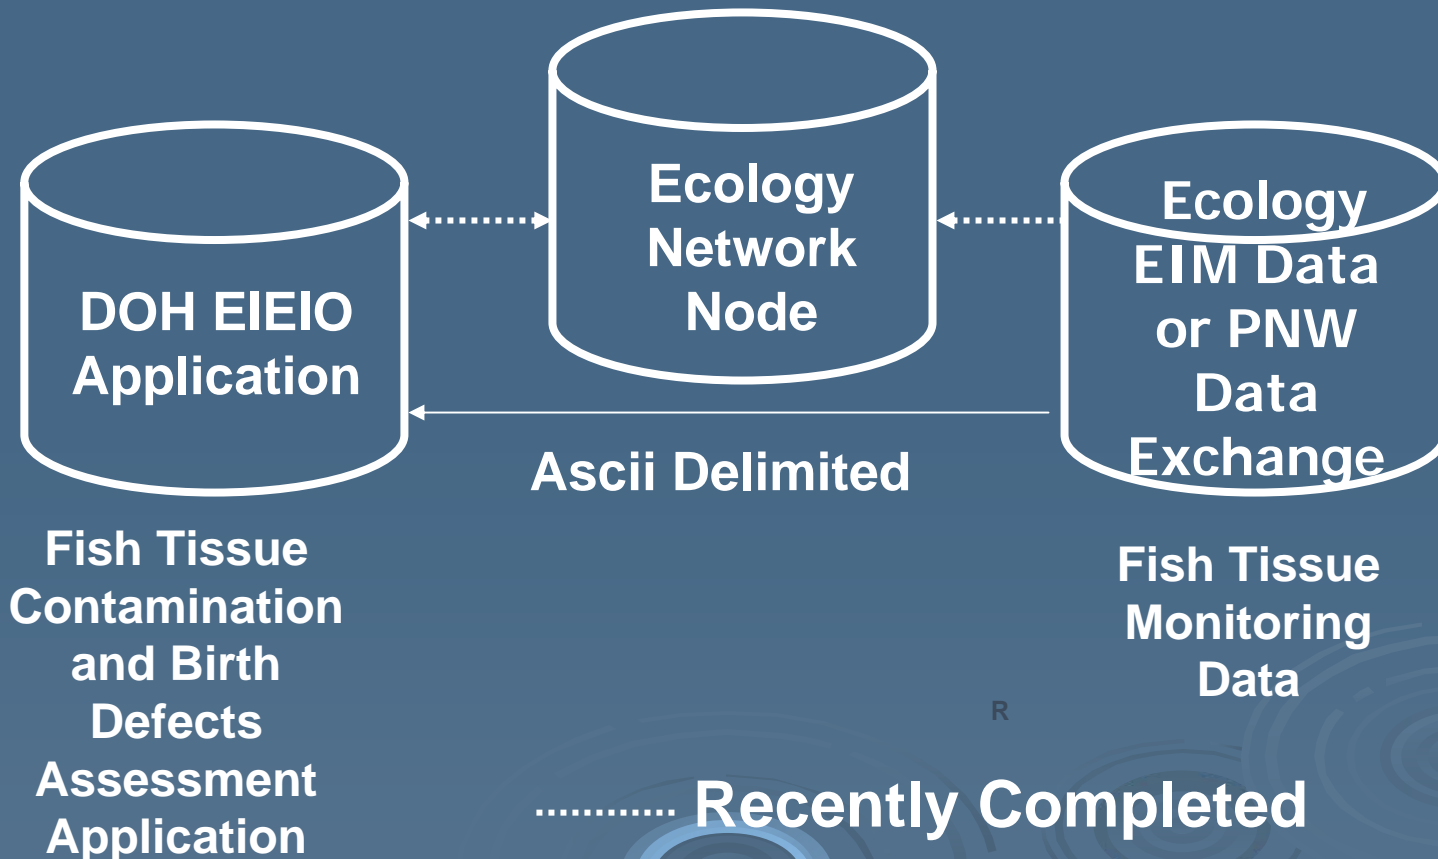 DOH EIEIO
Application
Ecology
Network
Node
Ecology
EIM Data
or PNW
Data
Exchange
Ascii Delimited
Fish Tissue
Contamination
and Birth
Defects
Assessment
Application
Fish Tissue
Monitoring
Data
R
Recently Completed